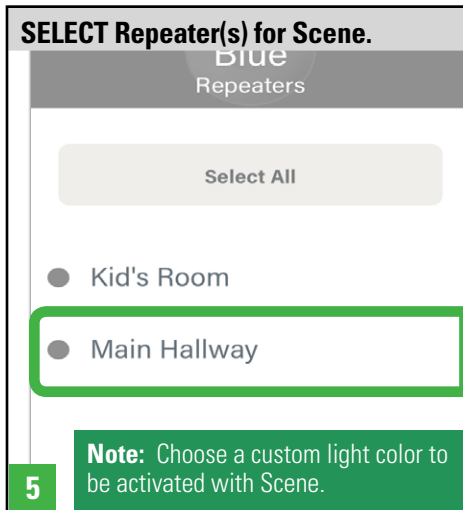 SELECT Repeater(s) for Scene.
Blue
Repeaters
Select All
Kid's Room
Main Hallway
Note: Choose a custom light color to
be activated with Scene.
5